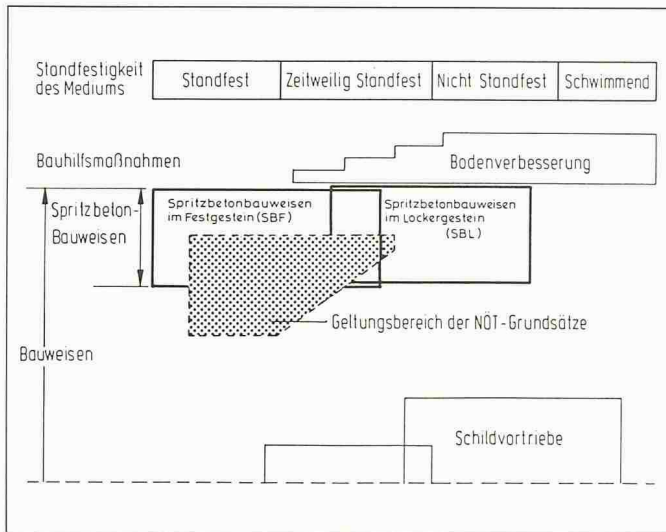 Standfestigkeit
des Mediums
Standfest
Zeitweilig Standfest
Nicht Standfest
Schwimmend
Bauhilfsmaßnahmen
Bodenverbesserung
Spritzbeton-
Bauweisen
Spritzbetonbauweisen
im Festgestein (SBF)
Spritzbetonbauweisen
im Lockergestein
(SBL)
Geltungsbereich der NÖT-Grundsätze
Bauweisen
Schildvortriebe